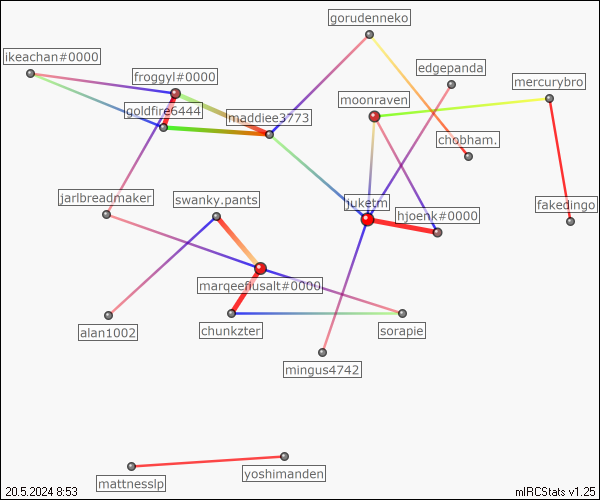 gorudenneko
ikeachan#0000
edgepanda
froggyl#0000
mercurybro
moonraven
goldfire6444
maddiee3773
chobham.
jarlbreadmaker
swanky.pants
juketm
fakedingo
hjoenk#0000
marqeeflusalt#0000
alan1002
chunkzter
sorapie
mingus4742
yoshimanden
mattnesslp
20.5.2024 8:53
mIRCStats v1.25